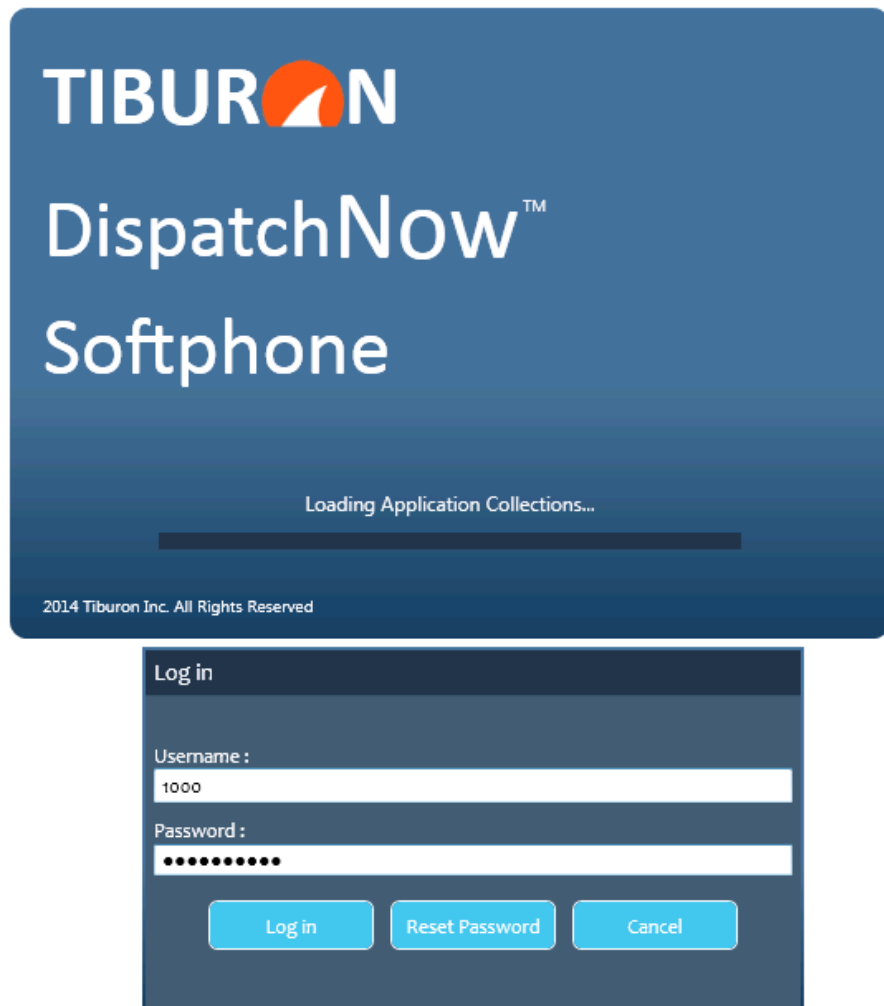 TIBURON
DispatchNow™
Softphone
Loading Application Collections...
2014 Tiburon Inc. All Rights Reserved
Log in
Username :
1000
Password :
●●●●●●●●●●
Log in Reset Password Cancel